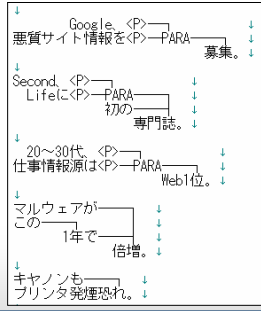 ↓
Google、<P>─┐ ↓
悪質サイト情報を<P>─PARA─┐ ↓
募集。↓
↓
Second、<P>─┐ ↓
Lifeに<P>─PARA─┐ ↓
初の─┤ ↓
専門誌。↓
↓
20~30代、<P>─┐ ↓
仕事情報源は<P>─PARA─┐ ↓
Web1位。↓
↓
マルウェアが─┐ ↓
この─┐ │ ↓
1年で─┤ ↓
倍増。↓
↓
キヤノンも─┐ ↓
プリンタ発煙恐れ。↓